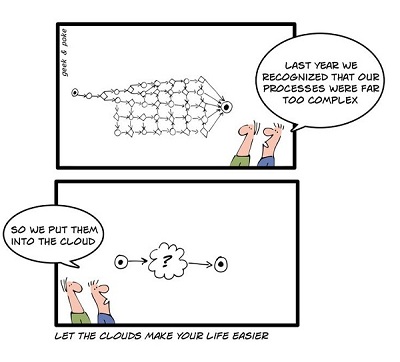 geek & poke
LAST YEAR WE
RECOGNIZED THAT OUR
PROCESSES WERE FAR
TOO COMPLEX
SO WE PUT THEM
INTO THE CLOUD
?
LET THE CLOUDS MAKE YOUR LIFE EASIER